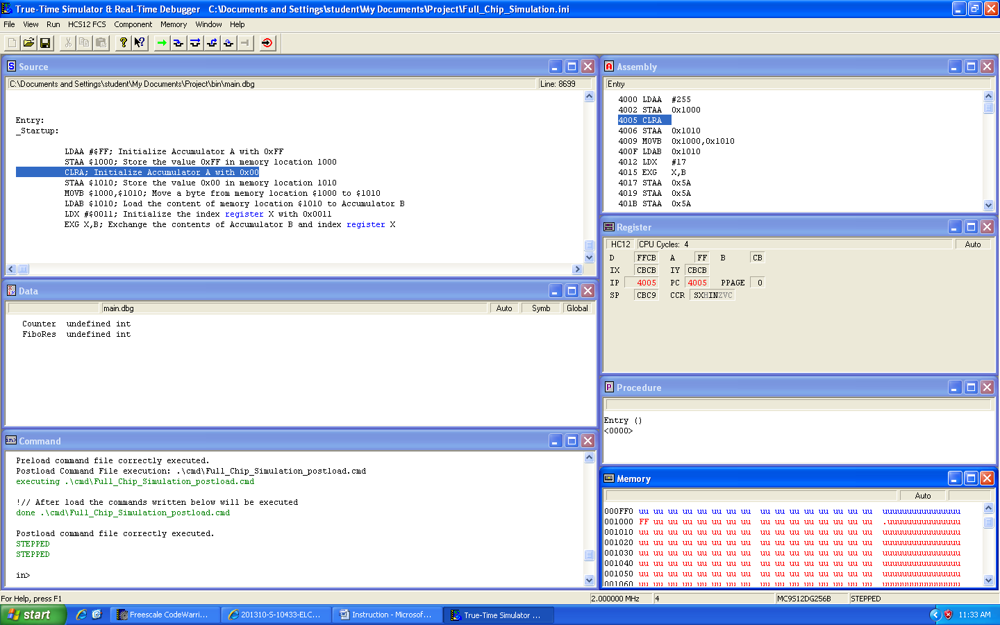 True-Time Simulator & Real-Time Debugger   C:\Documents and Settings\student\My Documents\Project\Full_Chip_Simulation.ini
File View Run HCS12 FCS Component Memory Window Help
Source
C:\Documents and Settings\student\My Documents\Project\bin\main.dbg Line: 8699
Entry:
_Startup:
LDAA #$FF; Initialize Accumulator A with 0xFF
STAA $1000; Store the value 0xFF in memory location 1000
CLRA; Initialize Accumulator A with 0x00
STAA $1010; Store the value 0x00 in memory location 1010
MOVB $1000,$1010; Move a byte from memory location $1000 to $1010
LDAB $1010; Load the content of memory location $1010 to Accumulator B
LDX #$0011; Initialize the index register X with 0x0011
EXG X,B; Exchange the contents of Accumulator B and index register X
Data
main.dbg Auto Symb Global
Counter undefined int
FiboRes undefined int
Command
Preload command file correctly executed.
Postload Command File execution: .\cmd\Full_Chip_Simulation_postload.cmd
executing .\cmd\Full_Chip_Simulation_postload.cmd
!// After load the commands written below will be executed
done .\cmd\Full_Chip_Simulation_postload.cmd
Postload command file correctly executed.
STEPPED
STEPPED
in>
Assembly
Entry
4000 LDAA #255
4002 STAA 0x1000
4005 CLRA
4006 STAA 0x1010
4009 MOVB 0x1000,0x1010
400F LDAB 0x1010
4012 LDX #17
4015 EXG X,B
4017 STAA 0x5A
4019 STAA 0x5A
401B STAA 0x5A
Register
HC12 CPU Cycles: 4 Auto
D FFCB A FF B CB
IX CBCB IY CBCB
IP 4005 PC 4005 PPAGE 0
SP CBC9 CCR SXHINZVC
Procedure
Entry ()
<0000>
Memory
Auto
000FF0 uu uu uu uu uu uu uu uu uu uu uu uu uu uu uu uu uuuuuuuuuuuuuuuu
001000 FF uu uu uu uu uu uu uu uu uu uu uu uu uu uu uu .uuuuuuuuuuuuuuu
001010 uu uu uu uu uu uu uu uu uu uu uu uu uu uu uu uu uuuuuuuuuuuuuuuu
001020 uu uu uu uu uu uu uu uu uu uu uu uu uu uu uu uu uuuuuuuuuuuuuuuu
001030 uu uu uu uu uu uu uu uu uu uu uu uu uu uu uu uu uuuuuuuuuuuuuuuu
001040 uu uu uu uu uu uu uu uu uu uu uu uu uu uu uu uu uuuuuuuuuuuuuuuu
001050 uu uu uu uu uu uu uu uu uu uu uu uu uu uu uu uu uuuuuuuuuuuuuuuu
001060 uu uu uu uu uu uu uu uu uu uu uu uu uu uu uu uu uuuuuuuuuuuuuuuu
For Help, press F1 2.000000 MHz 4 MC9S12DG256B STEPPED
start Freescale CodeWarri... 201310-S-10433-ELC... Instruction - Microsof... True-Time Simulator ... 11:33 AM